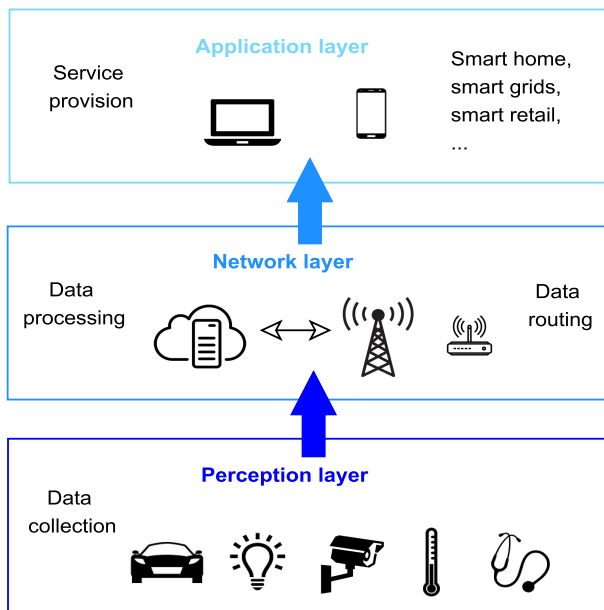 Application layer
Service
provision
Smart home,
smart grids,
smart retail,
...
Network layer
Data
processing
Data
routing
Perception layer
Data
collection